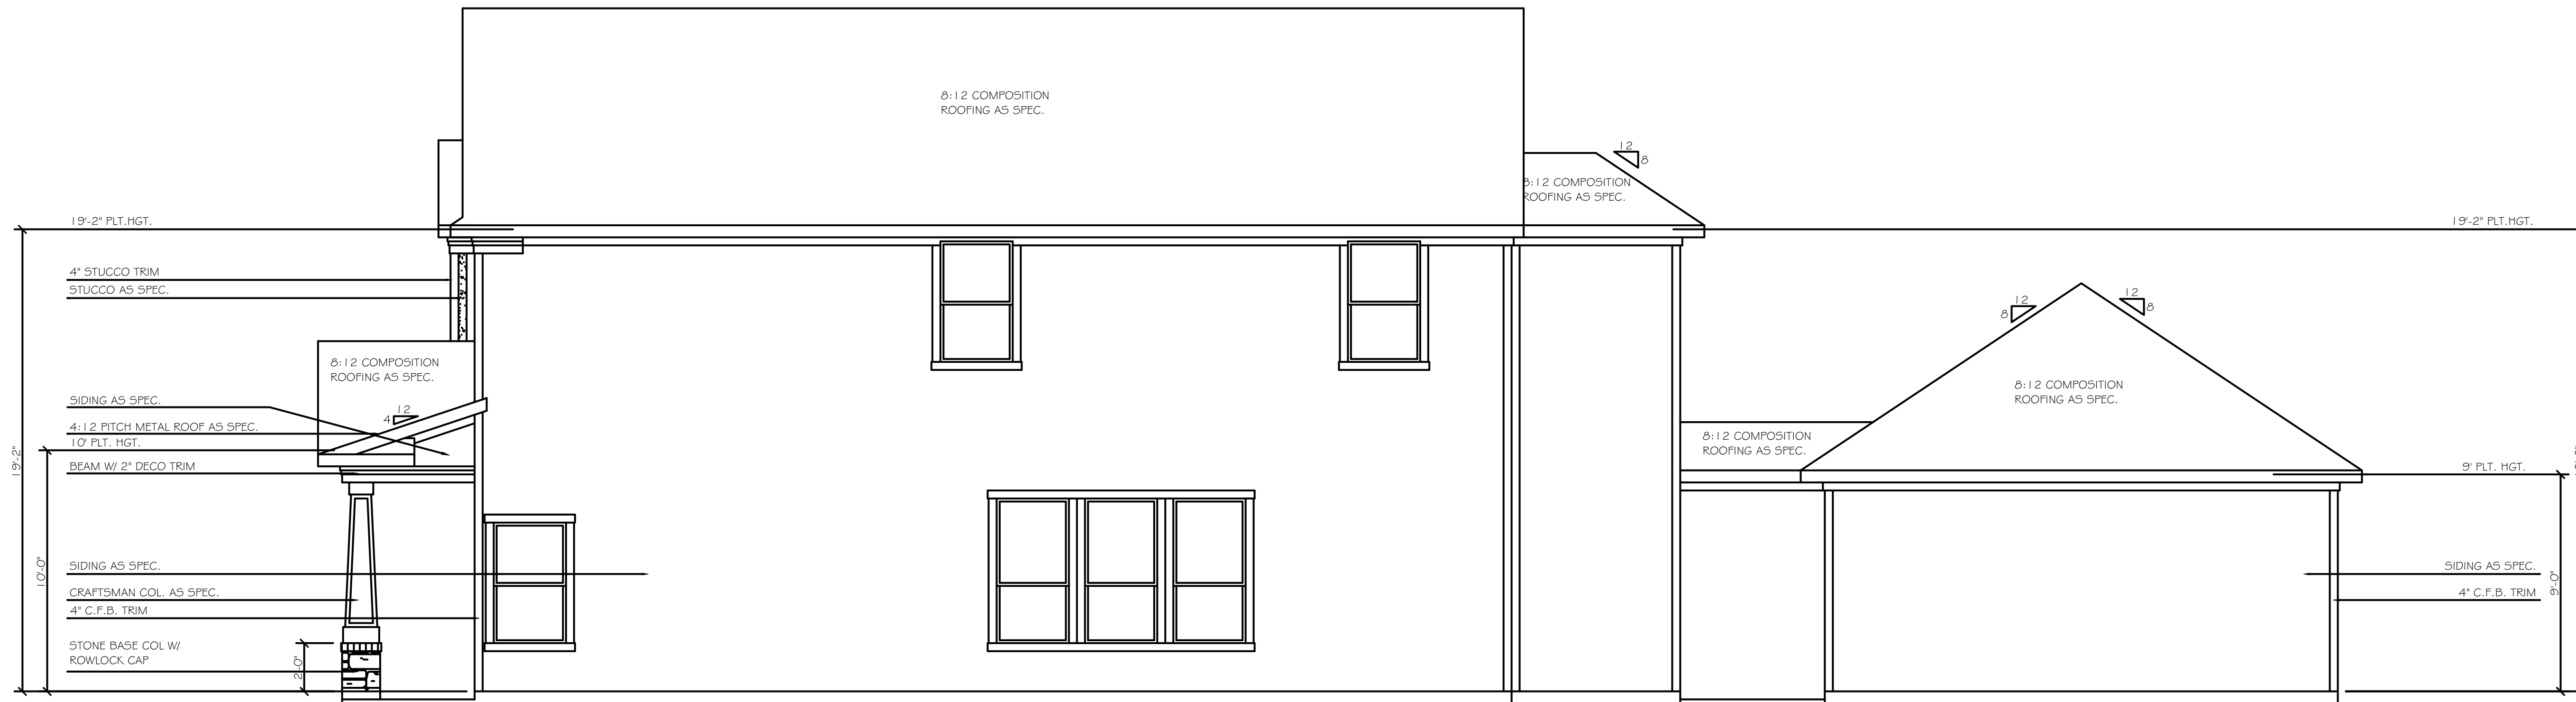 8:12 COMPOSITION
ROOFING AS SPEC.
12
8
8:12 COMPOSITION
ROOFING AS SPEC.
19'-2" PLT.HGT.
19'-2" PLT.HGT.
4" STUCCO TRIM
STUCCO AS SPEC.
12
8
12
8
8:12 COMPOSITION
ROOFING AS SPEC.
8:12 COMPOSITION
ROOFING AS SPEC.
SIDING AS SPEC.
12
4
4:12 PITCH METAL ROOF AS SPEC.
10' PLT. HGT.
BEAM W/ 2" DECO TRIM
8:12 COMPOSITION
ROOFING AS SPEC.
9' PLT. HGT.
19'-2"
10'-0"
SIDING AS SPEC.
CRAFTSMAN COL. AS SPEC.
4" C.F.B. TRIM
STONE BASE COL W/
ROWLOCK CAP
2'-0"
SIDING AS SPEC.
4" C.F.B. TRIM
9'-0"